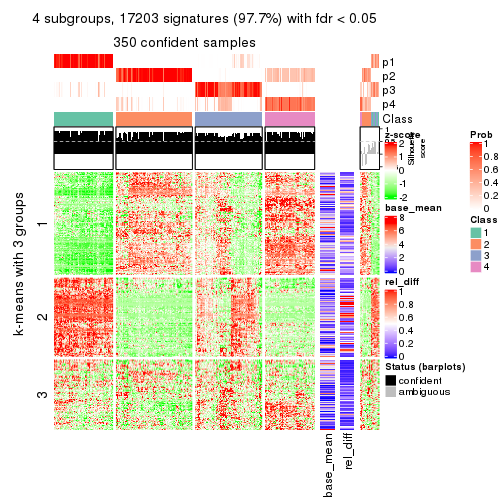 4 subgroups, 17203 signatures (97.7%) with fdr < 0.05
350 confident samples
p1
p2
p3
p4
Class
1
Silhouette
score
k-means with 3 groups
1
2
3
base_mean
rel_diff
z-score
2
1
0
-1
-2
base_mean
8
6
4
2
0
rel_diff
1
0.8
0.6
0.4
0.2
0
Status (barplots)
confident
ambiguous
Prob
1
0.8
0.6
0.4
0.2
0
Class
1
2
3
4